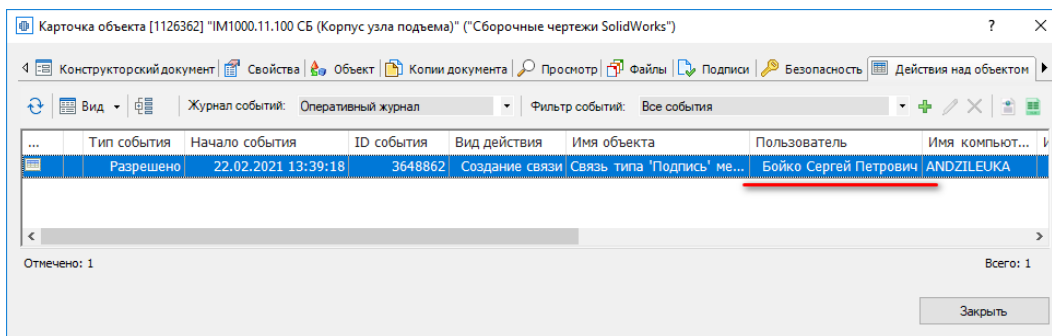 Карточка объекта [1126362] "IM1000.11.100 СБ (Корпус узла подъема)" ("Сборочные чертежи SolidWorks")
Конструкторский документ Свойства Объект Копии документа Просмотр Файлы Подписи Безопасность Действия над объектом
Вид Журнал событий: Оперативный журнал Фильтр событий: Все события
... Тип события Начало события ID события Вид действия Имя объекта Пользователь Имя компьют...
Разрешено 22.02.2021 13:39:18 3648862 Создание связи Связь типа 'Подпись' ме... Бойко Сергей Петрович ANDZILEUKA
Отмечено: 1 Всего: 1
Закрыть